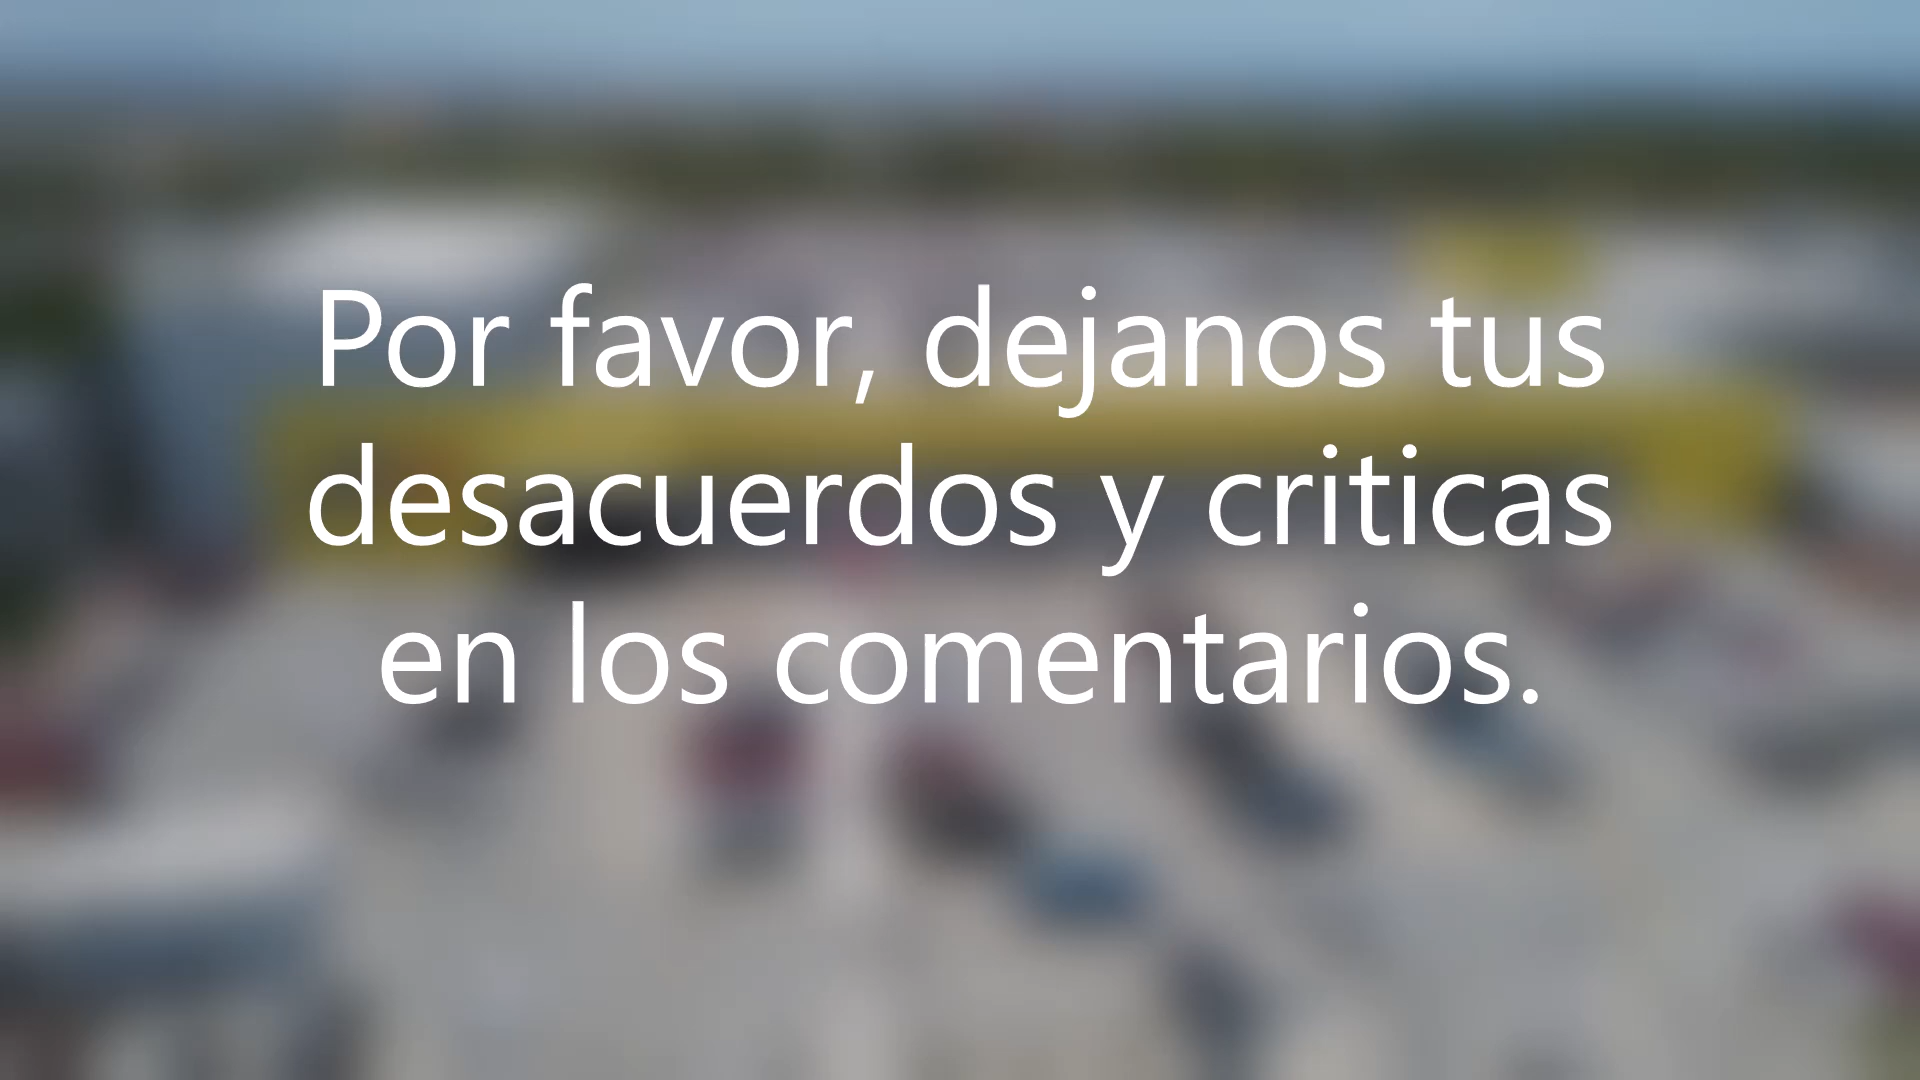 Por favor, dejanos tus
desacuerdos y criticas
en los comentarios.